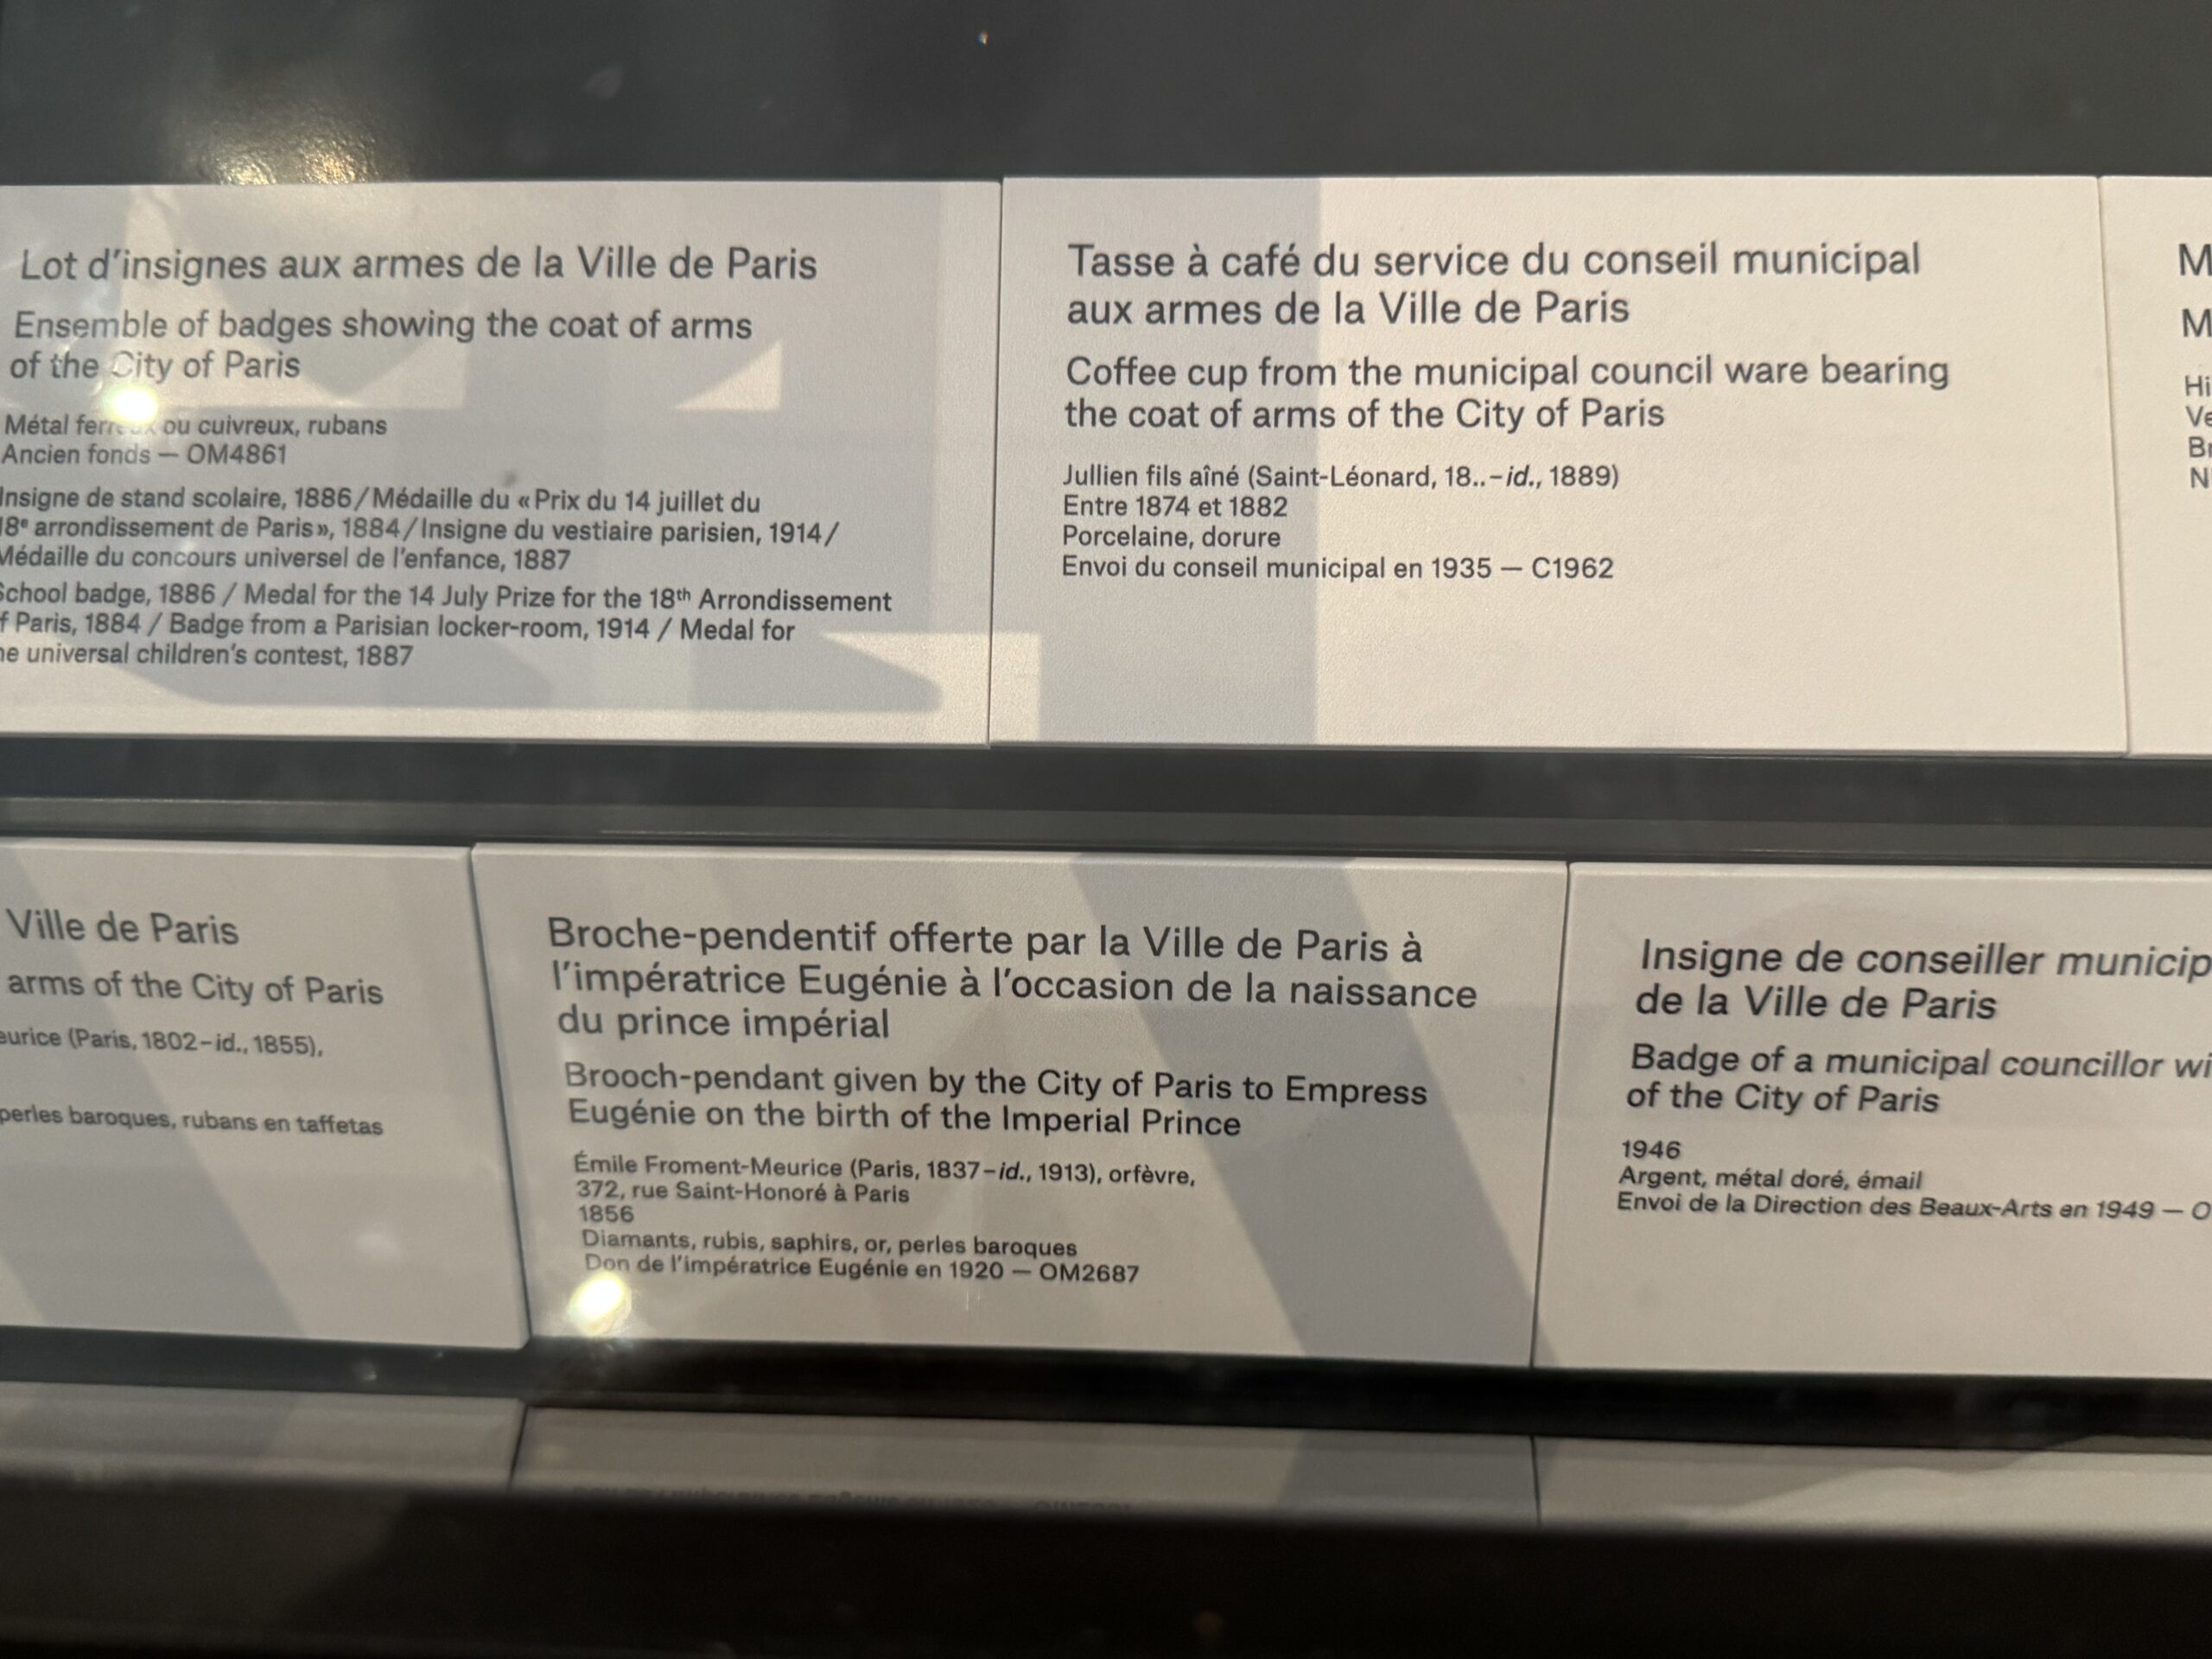 Lot d'insignes aux armes de la Ville de Paris
Ensemble of badges showing the coat of arms
of the City of Paris
Métal ferreux ou cuivreux, rubans
Ancien fonds — OM4861
Insigne de stand scolaire, 1886/Médaille du «Prix du 14 juillet du
18e arrondissement de Paris», 1884/Insigne du vestiaire parisien, 1914/
Médaille du concours universel de l'enfance, 1887
School badge, 1886 / Medal for the 14 July Prize for the 18th Arrondissement
f Paris, 1884 / Badge from a Parisian locker-room, 1914 / Medal for
he universal children's contest, 1887
Tasse à café du service du conseil municipal
aux armes de la Ville de Paris
Coffee cup from the municipal council ware bearing
the coat of arms of the City of Paris
Jullien fils aîné (Saint-Léonard, 18..–id., 1889)
Entre 1874 et 1882
Porcelaine, dorure
Envoi du conseil municipal en 1935 — C1962
M
M
Hi
Ve
Br
N
Ville de Paris
arms of the City of Paris
eurice (Paris, 1802–id., 1855),
perles baroques, rubans en taffetas
Broche-pendentif offerte par la Ville de Paris à
l'impératrice Eugénie à l'occasion de la naissance
du prince impérial
Brooch-pendant given by the City of Paris to Empress
Eugénie on the birth of the Imperial Prince
Émile Froment-Meurice (Paris, 1837–id., 1913), orfèvre,
372, rue Saint-Honoré à Paris
1856
Diamants, rubis, saphirs, or, perles baroques
Don de l'impératrice Eugénie en 1920 — OM2687
Insigne de conseiller municip
de la Ville de Paris
Badge of a municipal councillor wi
of the City of Paris
1946
Argent, métal doré, émail
Envoi de la Direction des Beaux-Arts en 1949 — O